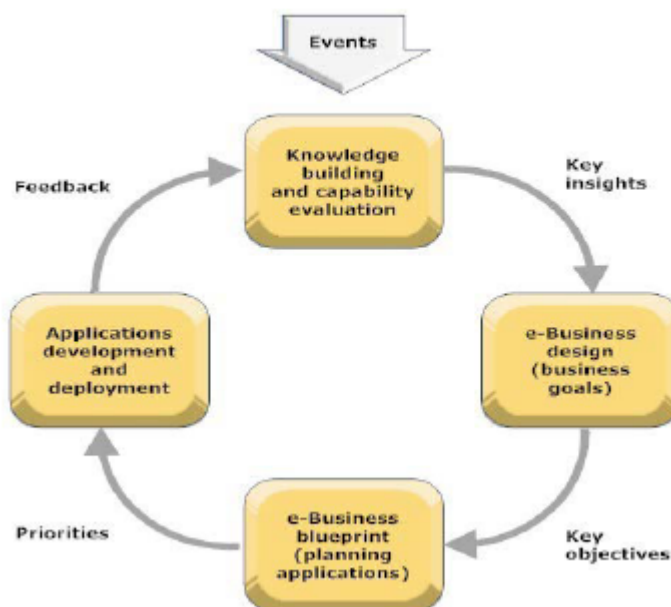 Events
Knowledge
building
and capability
evaluation
Key
insights
Feedback
Applications
development
and
deployment
e-Business
design
(business
goals)
Priorities
e-Business
blueprint
(planning
applications)
Key
objectives